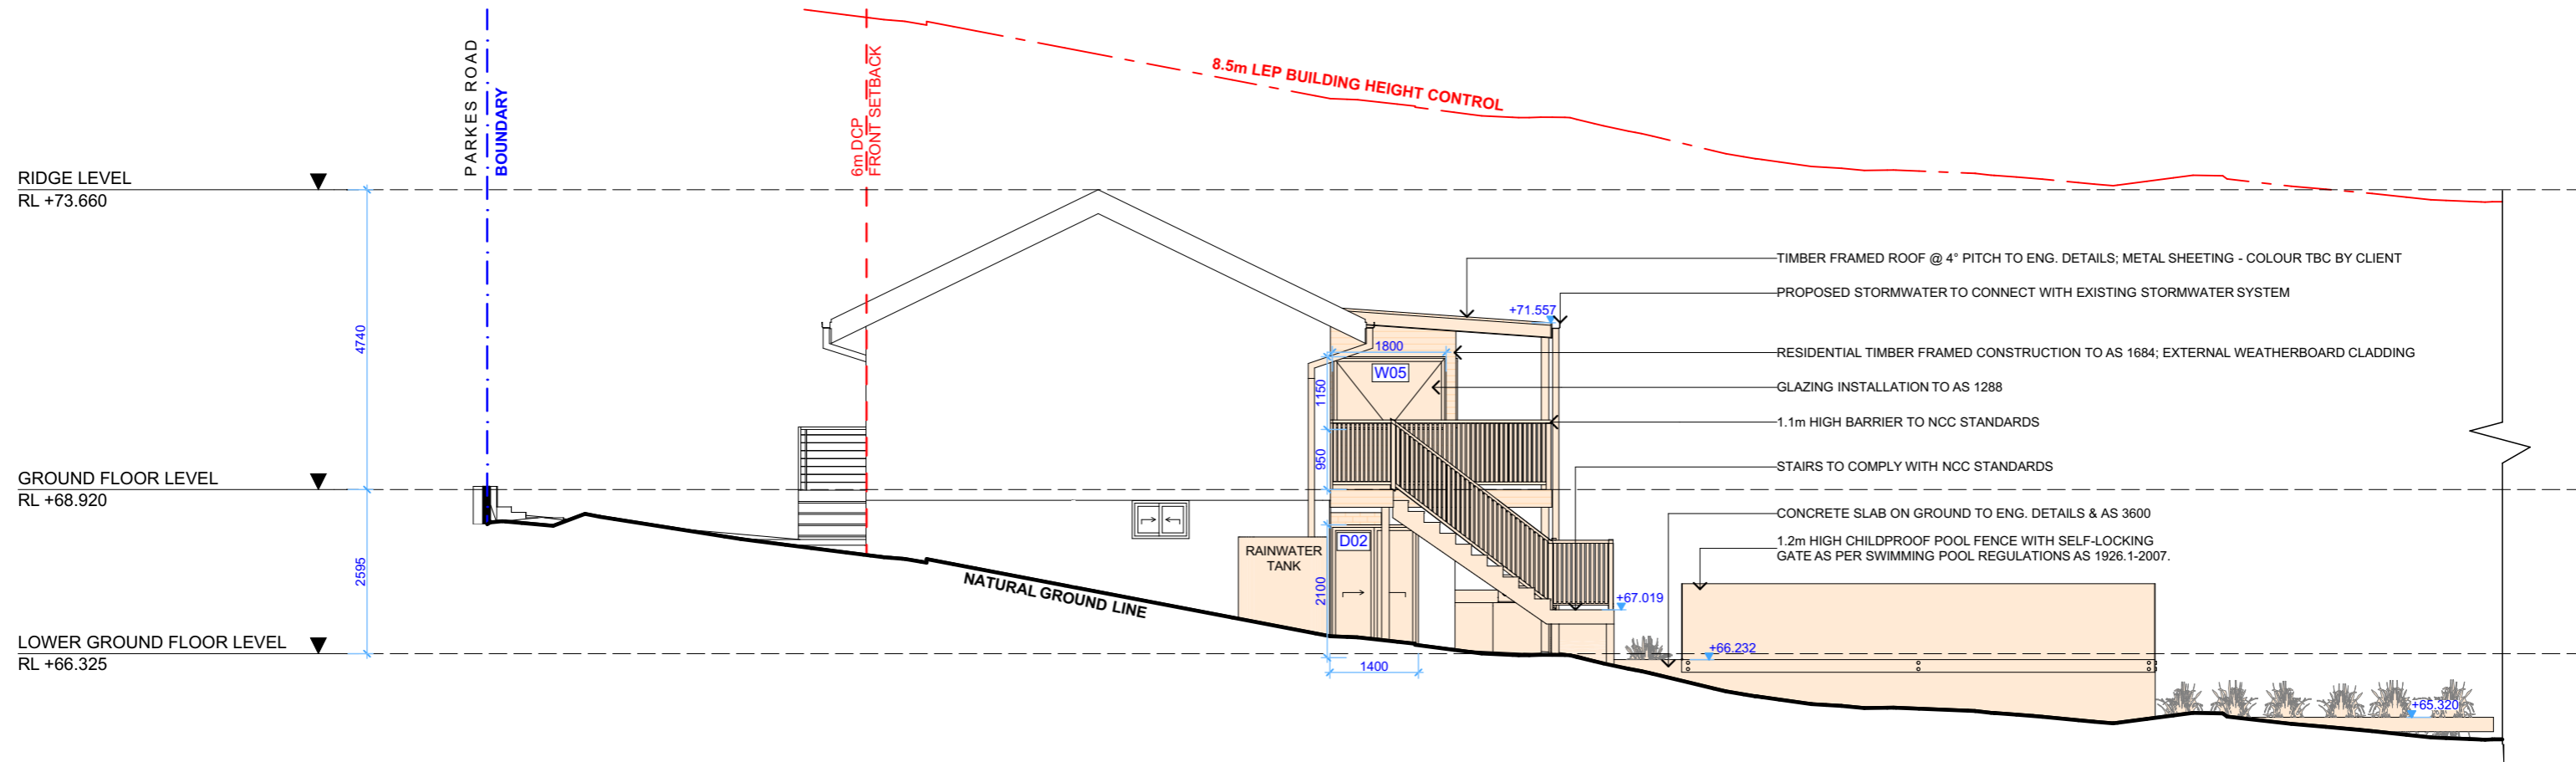 PARKES ROAD
BOUNDARY
6m DCP
FRONT SETBACK
8.5m LEP BUILDING HEIGHT CONTROL
RIDGE LEVEL
RL +73.660
TIMBER FRAMED ROOF @ 4° PITCH TO ENG. DETAILS; METAL SHEETING - COLOUR TBC BY CLIENT
PROPOSED STORMWATER TO CONNECT WITH EXISTING STORMWATER SYSTEM
+71.557
4740
1800
RESIDENTIAL TIMBER FRAMED CONSTRUCTION TO AS 1684; EXTERNAL WEATHERBOARD CLADDING
W05
GLAZING INSTALLATION TO AS 1288
1150
1.1m HIGH BARRIER TO NCC STANDARDS
950
STAIRS TO COMPLY WITH NCC STANDARDS
GROUND FLOOR LEVEL
RL +68.920
CONCRETE SLAB ON GROUND TO ENG. DETAILS & AS 3600
D02
1.2m HIGH CHILDPROOF POOL FENCE WITH SELF-LOCKING
GATE AS PER SWIMMING POOL REGULATIONS AS 1926.1-2007.
RAINWATER
TANK
2595
NATURAL GROUND LINE
2100
+67.019
LOWER GROUND FLOOR LEVEL
RL +66.325
+66.232
1400
+65.320